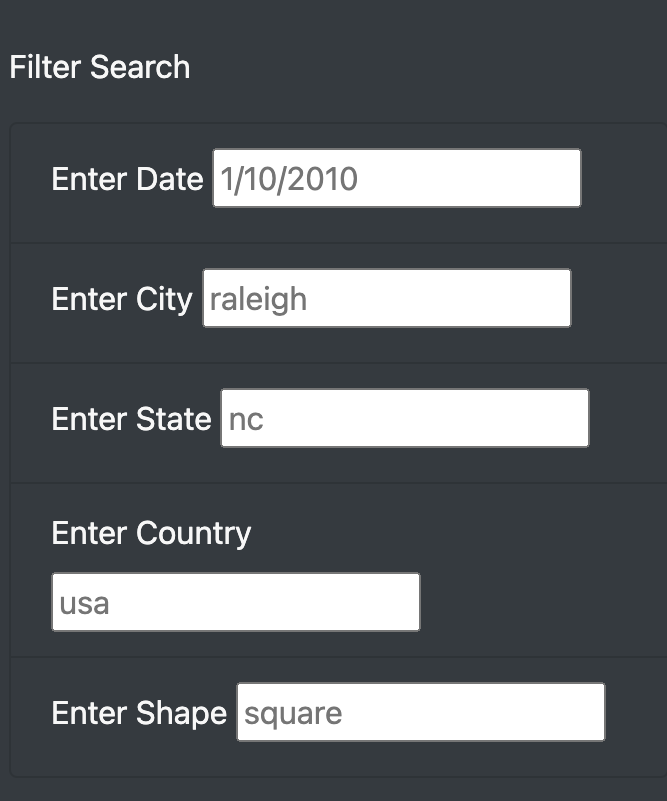 Filter Search
Enter Date 1/10/2010
Enter City raleigh
Enter State nc
Enter Country
usa
Enter Shape square